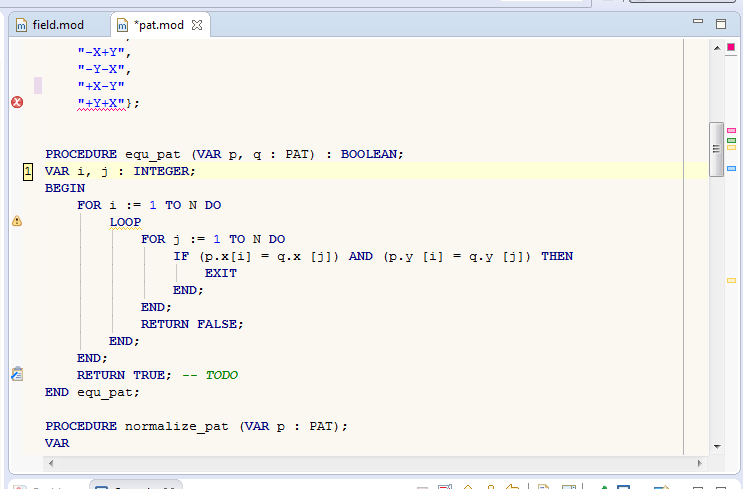 field.mod
*pat.mod
"-X+Y",
"-Y-X",
"+X-Y"
"+Y+X"};
PROCEDURE equ_pat (VAR p, q : PAT) : BOOLEAN;
1 VAR i, j : INTEGER;
BEGIN
FOR i := 1 TO N DO
LOOP
FOR j := 1 TO N DO
IF (p.x[i] = q.x [j]) AND (p.y [i] = q.y [j]) THEN
EXIT
END;
END;
RETURN FALSE;
END;
END;
RETURN TRUE; -- TODO
END equ_pat;
PROCEDURE normalize_pat (VAR p : PAT);
VAR